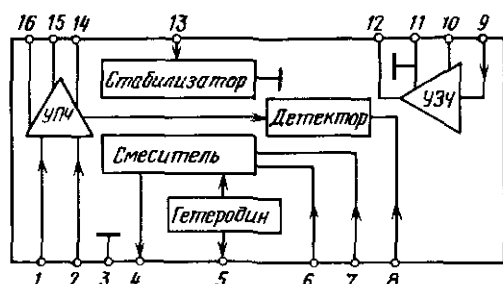 16 15 14 13 12 11 10 9
Стабилизатор
УПЧ
УЗЧ
Детектор
Смеситель
Гетеродин
1 2 3 4 5 6 7 8